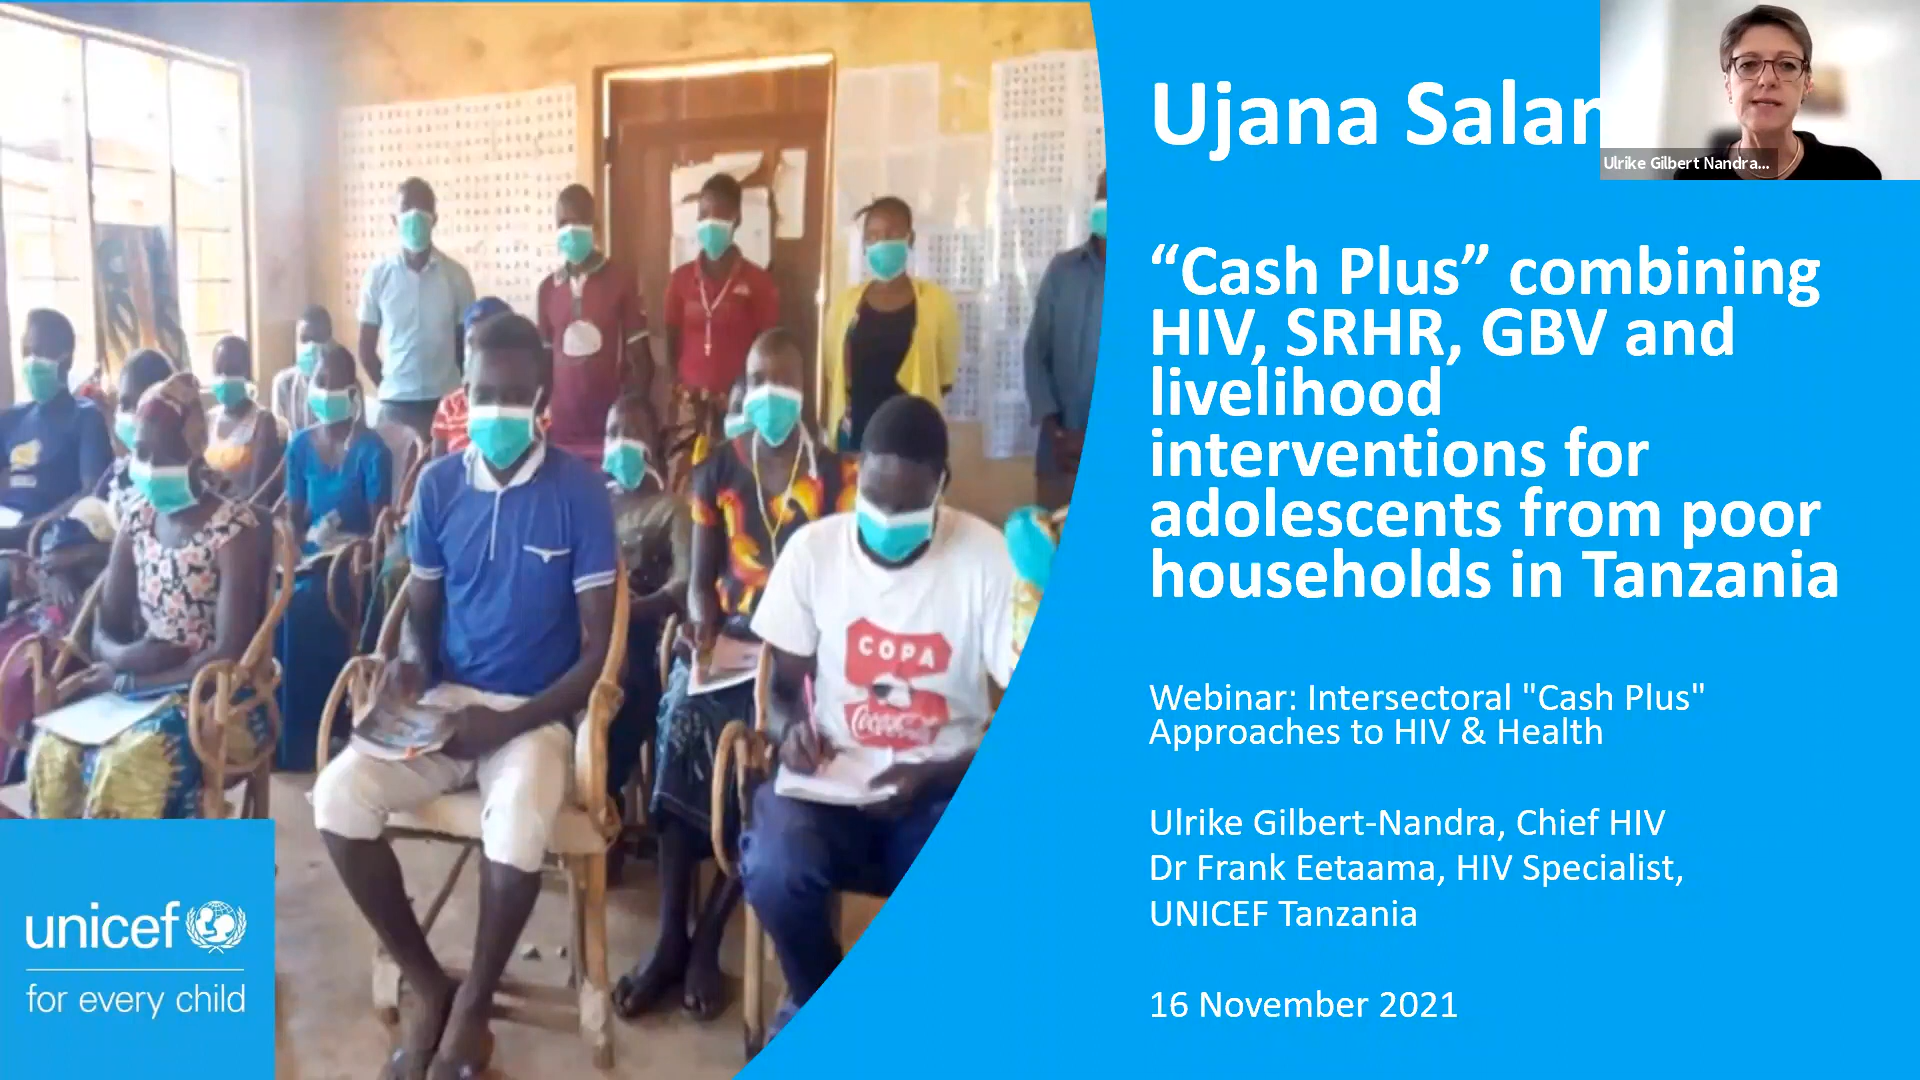 Ujana Salam
Ulrike Gilbert Nandra...
“Cash Plus” combining
HIV, SRHR, GBV and
livelihood
interventions for
adolescents from poor
households in Tanzania
Webinar: Intersectoral "Cash Plus"
Approaches to HIV & Health
Ulrike Gilbert-Nandra, Chief HIV
Dr Frank Eetaama, HIV Specialist,
UNICEF Tanzania
16 November 2021
COPA
Coca-Cola
unicef
for every child